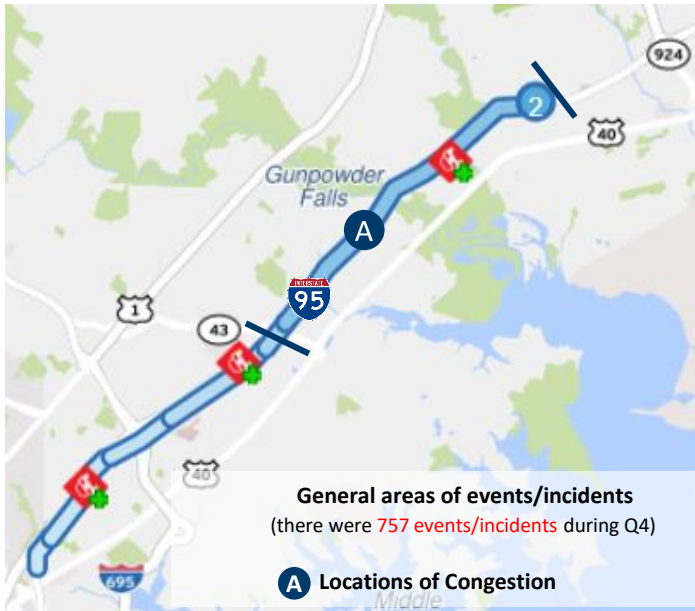 924
2
40
Gunpowder
Falls
A
INTERSTATE
95
1
43
40
General areas of events/incidents
(there were 757 events/incidents during Q4)
695
A Locations of Congestion
Middle